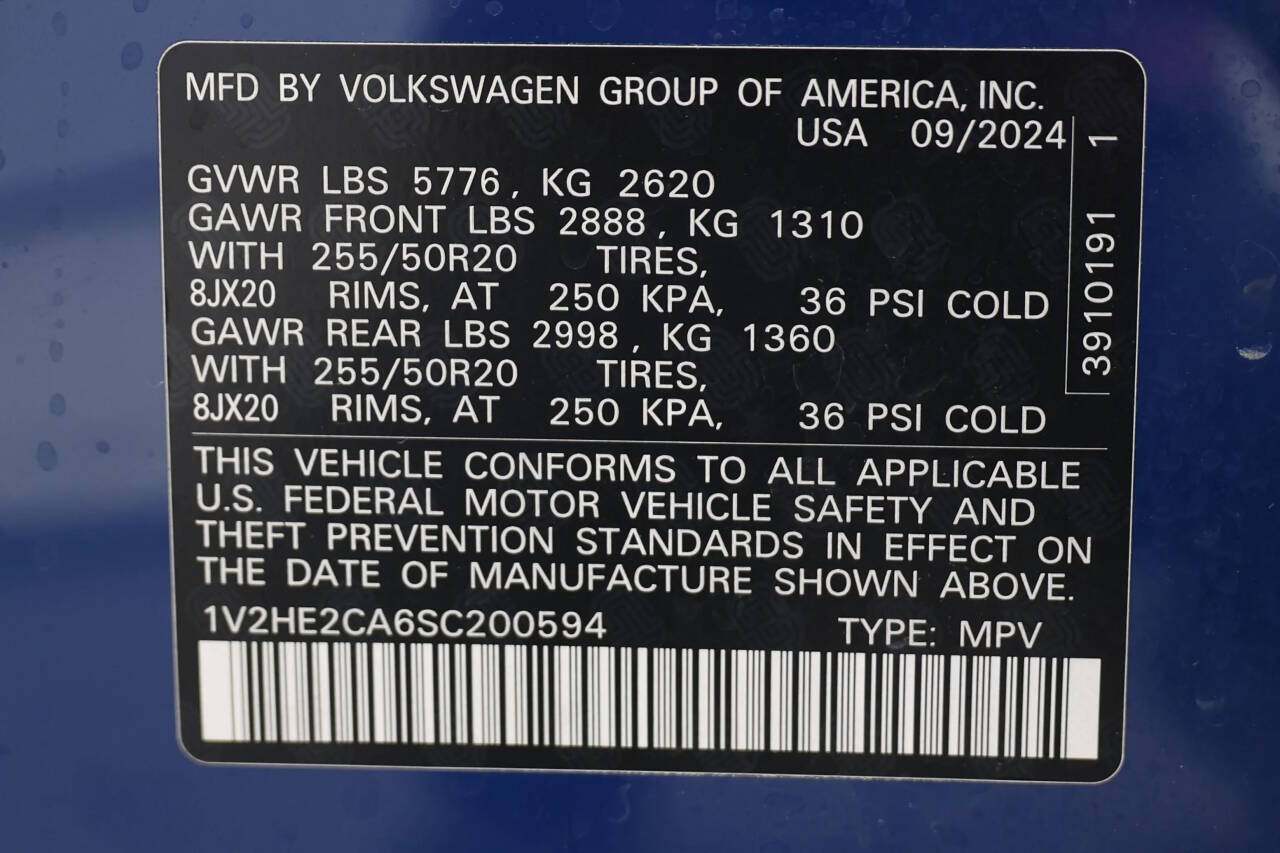 MFD BY VOLKSWAGEN GROUP OF AMERICA, INC.
USA 09/2024
GVWR LBS 5776, KG 2620
GAWR FRONT LBS 2888, KG 1310
WITH 255/50R20 TIRES,
8JX20 RIMS, AT 250 KPA, 36 PSI COLD
GAWR REAR LBS 2998, KG 1360
WITH 255/50R20 TIRES,
8JX20 RIMS, AT 250 KPA, 36 PSI COLD
3910191 1
THIS VEHICLE CONFORMS TO ALL APPLICABLE
U.S. FEDERAL MOTOR VEHICLE SAFETY AND
THEFT PREVENTION STANDARDS IN EFFECT ON
THE DATE OF MANUFACTURE SHOWN ABOVE.
1V2HE2CA6SC200594 TYPE: MPV